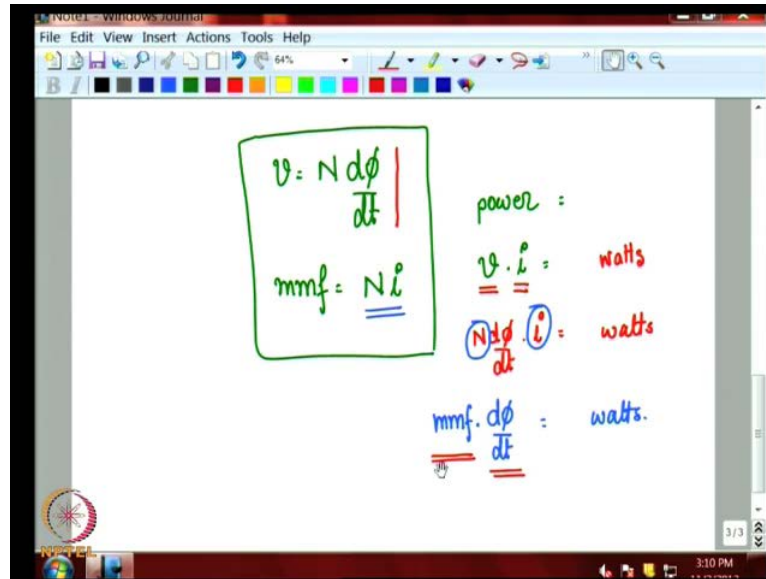 Note1 - Windows Journal
File Edit View Insert Actions Tools Help
64%
B I
v = N dφ/dt
mmf = Ni
power =
v . i = watts
N dφ/dt . i = watts
mmf . dφ/dt = watts.
3/3
NPTEL
3:10 PM